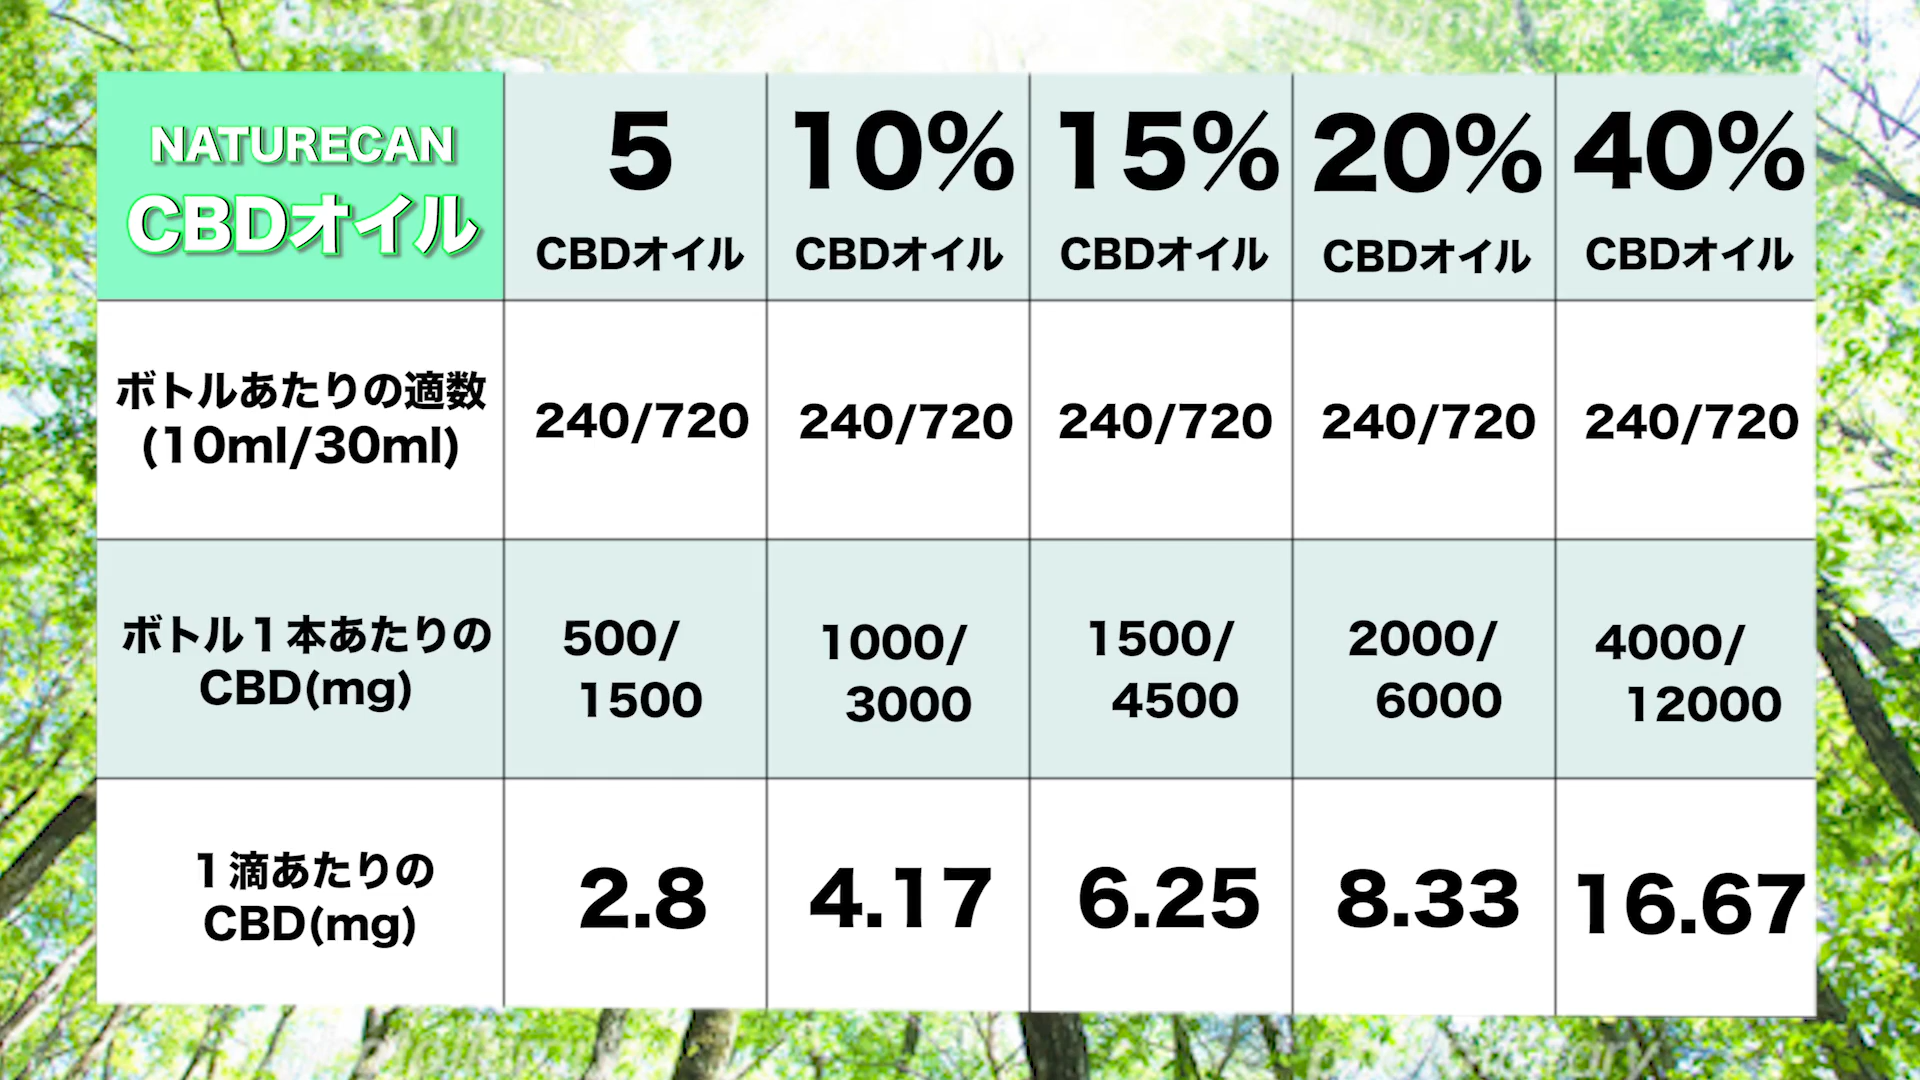 NATURECAN
CBDオイル
5
CBDオイル
10%
CBDオイル
15%
CBDオイル
20%
CBDオイル
40%
CBDオイル
ボトルあたりの適数
(10ml/30ml)
240/720
240/720
240/720
240/720
240/720
ボトル1本あたりの
CBD(mg)
500/
1500
1000/
3000
1500/
4500
2000/
6000
4000/
12000
1滴あたりの
CBD(mg)
2.8
4.17
6.25
8.33
16.67